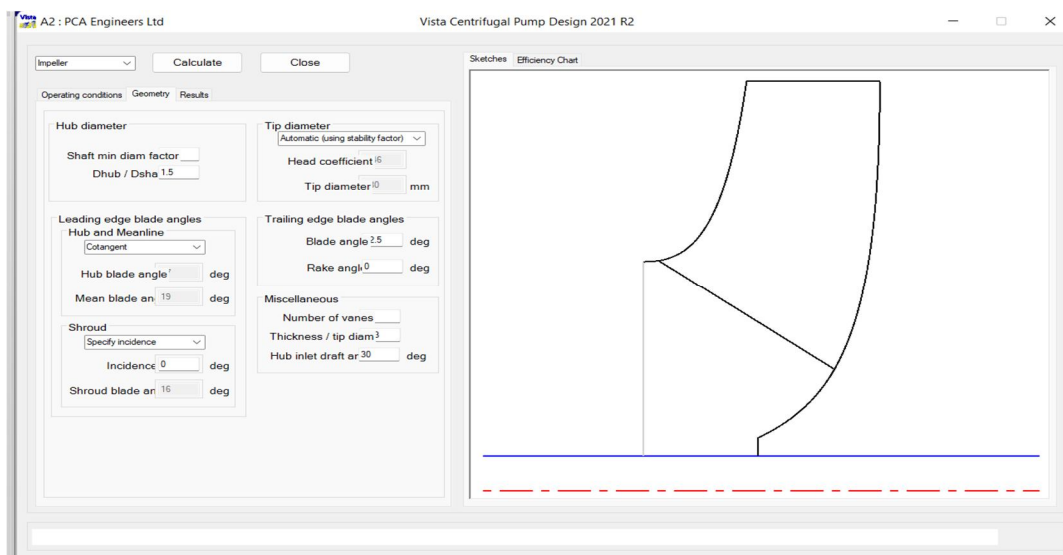 Vista A2 : PCA Engineers Ltd Vista Centrifugal Pump Design 2021 R2
Impeller Calculate Close
Sketches Efficiency Chart
Operating conditions Geometry Results
Hub diameter
Shaft min diam factor
Dhub / Dsha 1.5
Tip diameter
Automatic (using stability factor)
Head coefficient
Tip diameter mm
Leading edge blade angles
Hub and Meanline
Cotangent
Hub blade angle deg
Mean blade an 19 deg
Shroud
Specify incidence
Incidence 0 deg
Shroud blade an 16 deg
Trailing edge blade angles
Blade angle 2.5 deg
Rake angl 0 deg
Miscellaneous
Number of vanes
Thickness / tip diam 3
Hub inlet draft ar 30 deg